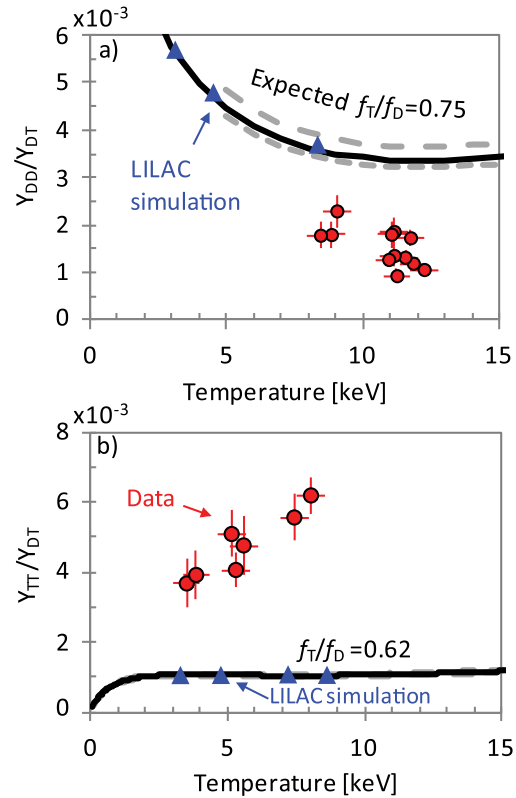 x10⁻³
6
5
4
3
2
1
0
Y_DD/Y_DT
a)
Expected f_T/f_D=0.75
LILAC
simulation
0 5 10 15
Temperature [keV]
x10⁻³
8
6
4
2
0
Y_TT/Y_DT
b)
Data
f_T/f_D=0.62
LILAC simulation
0 5 10 15
Temperature [keV]